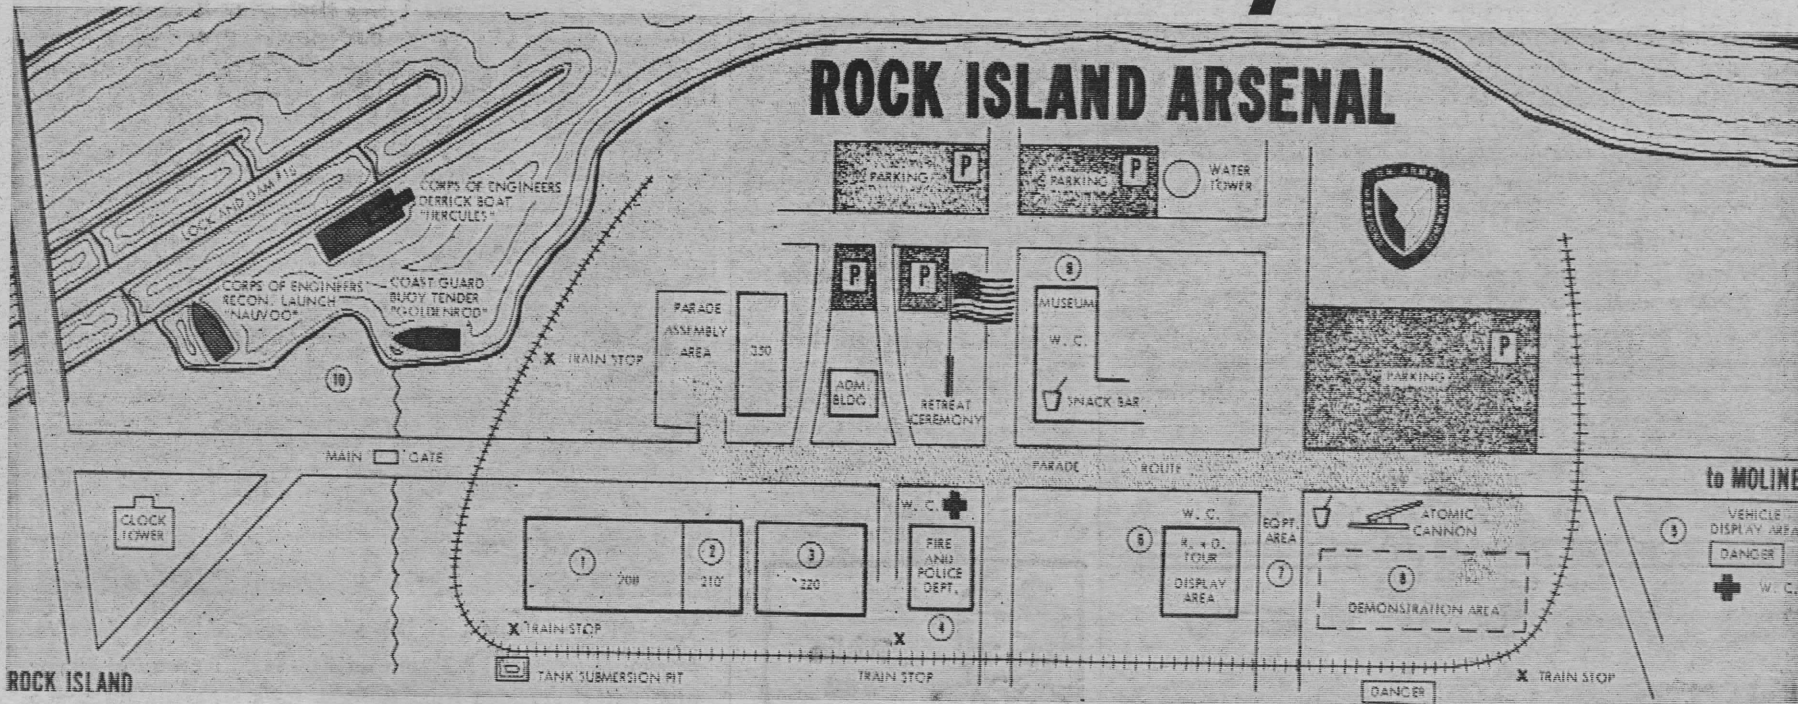 ROCK ISLAND ARSENAL
PARKING
P
PARKING
P
WATER
TOWER
U.S. ARMY
LOCK AND DAM #15
CORPS OF ENGINEERS
DERRICK BOAT
"HERCULES"
CORPS OF ENGINEERS
RECON. LAUNCH
"NAUVOO"
COAST GUARD
BUOY TENDER
"GOLDENROD"
10
X TRAIN STOP
PARADE
ASSEMBLY
AREA
350
P
P
ADM.
BLDG.
RETREAT
CEREMONY
9
MUSEUM
W. C.
SNACK BAR
P
PARKING
MAIN GATE
PARADE ROUTE
to MOLINE
CLOCK
TOWER
1
208
2
210
3
220
W. C.
FIRE
AND
POLICE
DEPT.
4
6
W. C.
R. & D.
TOUR
DISPLAY
AREA
EQPT.
AREA
7
ATOMIC
CANNON
8
DEMONSTRATION AREA
5
VEHICLE
DISPLAY AREA
DANGER
W. C.
X TRAIN STOP
TANK SUBMERSION PIT
X
TRAIN STOP
X TRAIN STOP
DANGER
ROCK ISLAND